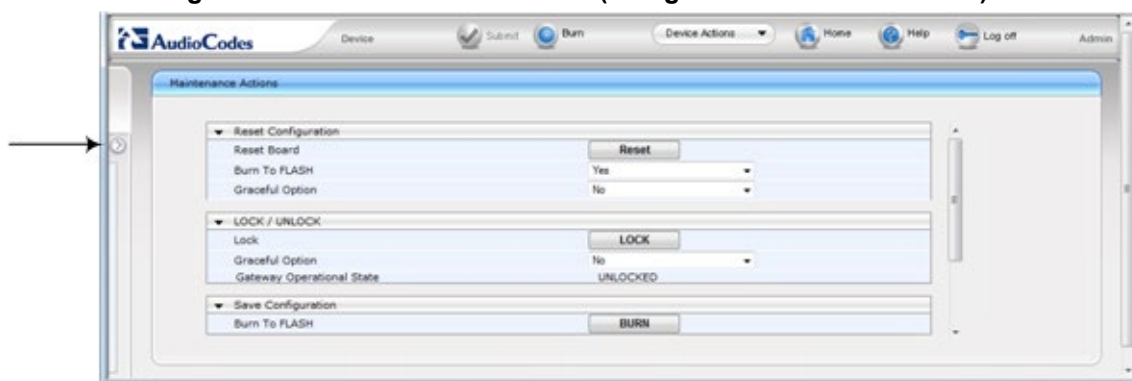 AudioCodes Device Submit Burn Device Actions Home Help Log off Admin
Maintenance Actions
Reset Configuration
Reset Board Reset
Burn To FLASH Yes
Graceful Option No
LOCK / UNLOCK
Lock LOCK
Graceful Option No
Gateway Operational State UNLOCKED
Save Configuration
Burn To FLASH BURN